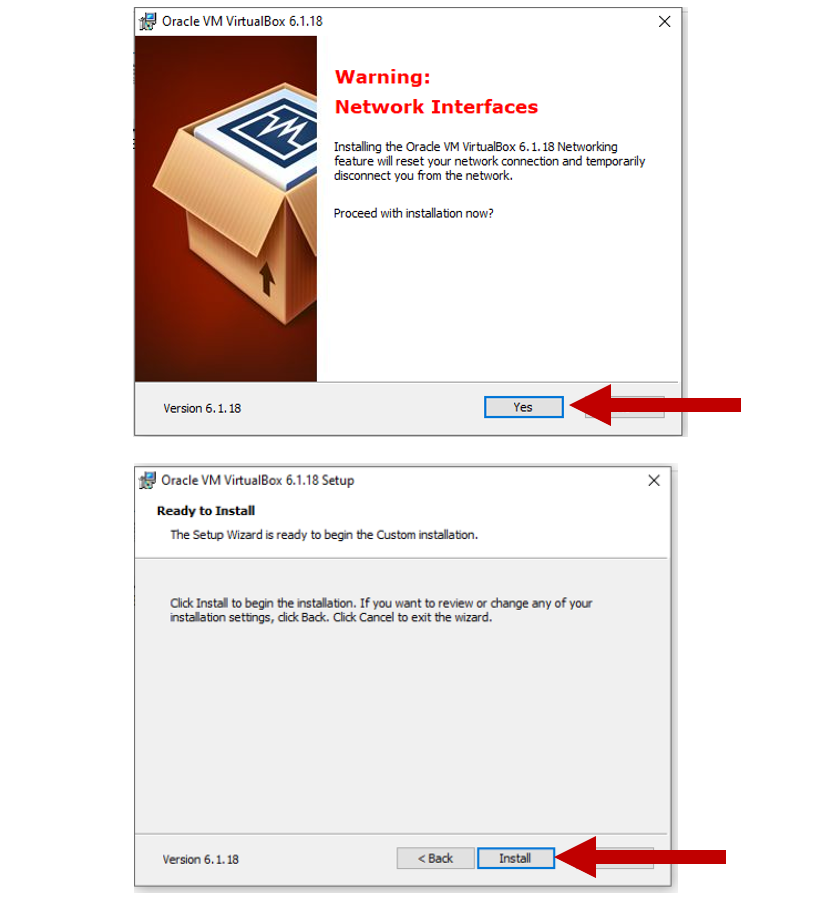 Oracle VM VirtualBox 6.1.18
Warning:
Network Interfaces
Installing the Oracle VM VirtualBox 6.1.18 Networking
feature will reset your network connection and temporarily
disconnect you from the network.
Proceed with installation now?
Version 6.1.18
Yes
Oracle VM VirtualBox 6.1.18 Setup
Ready to Install
The Setup Wizard is ready to begin the Custom installation.
Click Install to begin the installation. If you want to review or change any of your
installation settings, click Back. Click Cancel to exit the wizard.
Version 6.1.18
< Back
Install